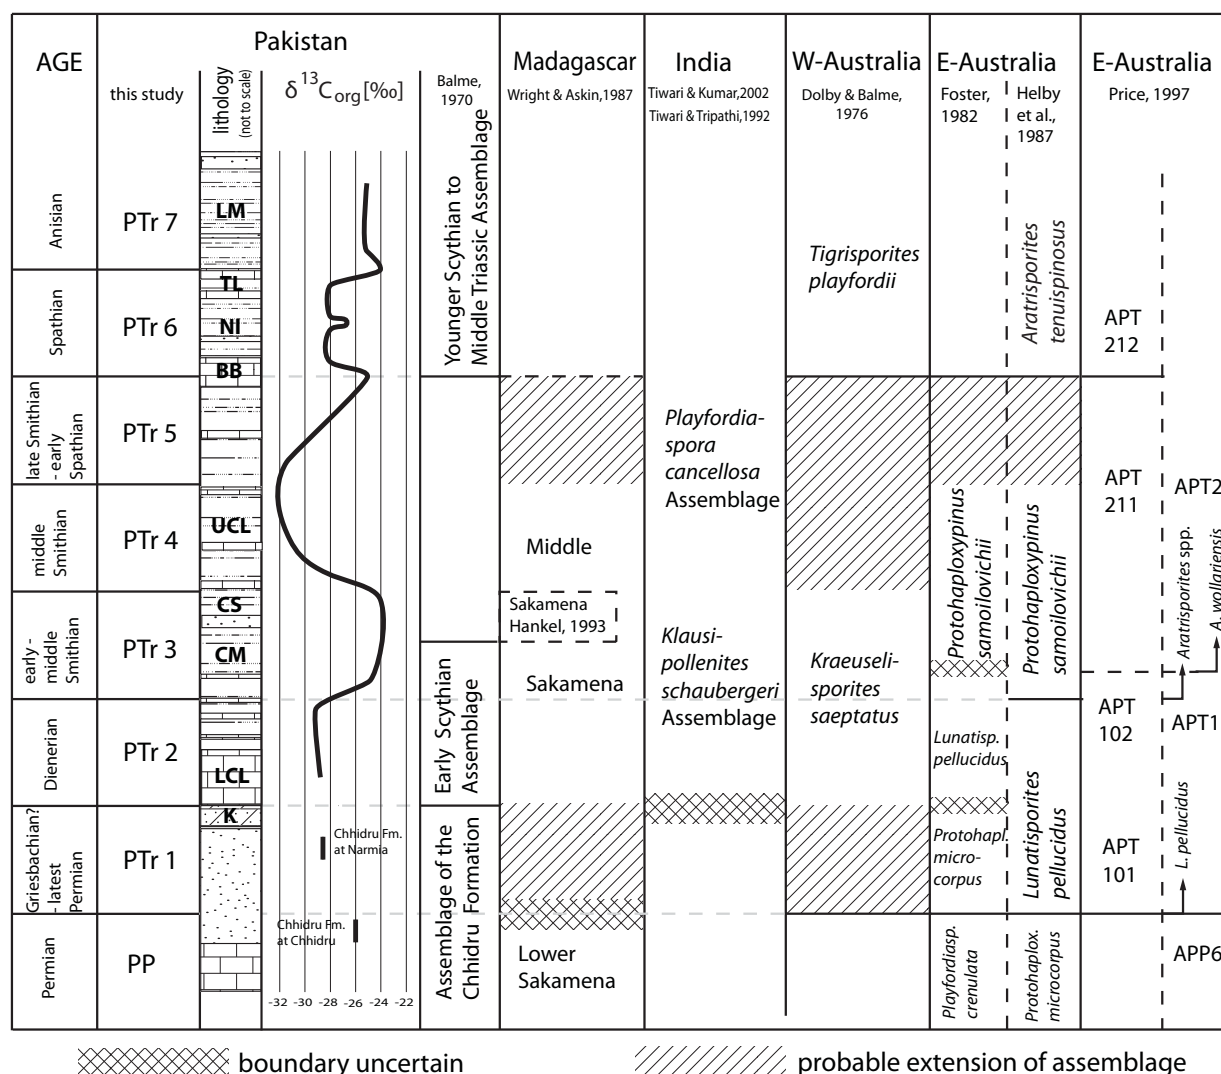 AGE
Pakistan
this study
lithology
(not to scale)
δ13Corg[‰]
Balme,
1970
Madagascar
Wright & Askin,1987
India
Tiwari & Kumar,2002
Tiwari & Tripathi,1992
W-Australia
Dolby & Balme,
1976
E-Australia
Foster,
1982
Helby
et al.,
1987
E-Australia
Price, 1997
Anisian
Spathian
late Smithian
- early
Spathian
middle
Smithian
early -
middle
Smithian
Dienerian
Griesbachian?
- latest
Permian
Permian
PTr 7
PTr 6
PTr 5
PTr 4
PTr 3
PTr 2
PTr 1
PP
LM
TL
NI
BB
UCL
CS
CM
LCL
K
Chhidru Fm.
at Narmia
Chhidru Fm.
at Chhidru
-32 -30 -28 -26 -24 -22
Younger Scythian to
Middle Triassic Assemblage
Early Scythian
Assemblage
Assemblage of the
Chhidru Formation
Middle
Sakamena
Hankel, 1993
Sakamena
Lower
Sakamena
Playfordia-
spora
cancellosa
Assemblage
Klausi-
pollenites
schaubergeri
Assemblage
Tigrisporites
playfordii
Kraeuseli-
sporites
saeptatus
Protohaploxypinus
samoilovichii
Lunatisp.
pellucidus
Protohapl.
micro-
corpus
Playfordiasp.
crenulata
Aratrisporites
tenuispinosus
Protohaploxypinus
samoilovichii
Lunatisporites
pellucidus
Protohaplox.
microcorpus
APT
212
APT
211
APT
102
APT
101
APT2
Aratrisporites spp.
A. wollariensis
APT1
L. pellucidus
APP6
boundary uncertain
probable extension of assemblage